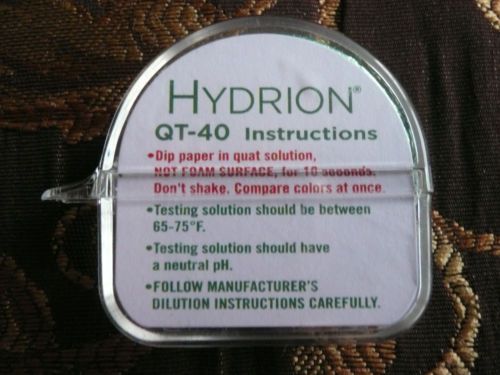 HYDRION®
QT-40 Instructions
•Dip paper in quat solution,
NOT FOAM SURFACE, for 10 seconds.
Don't shake. Compare colors at once.
•Testing solution should be between
65-75°F.
•Testing solution should have
a neutral pH.
•FOLLOW MANUFACTURER'S
DILUTION INSTRUCTIONS CAREFULLY.